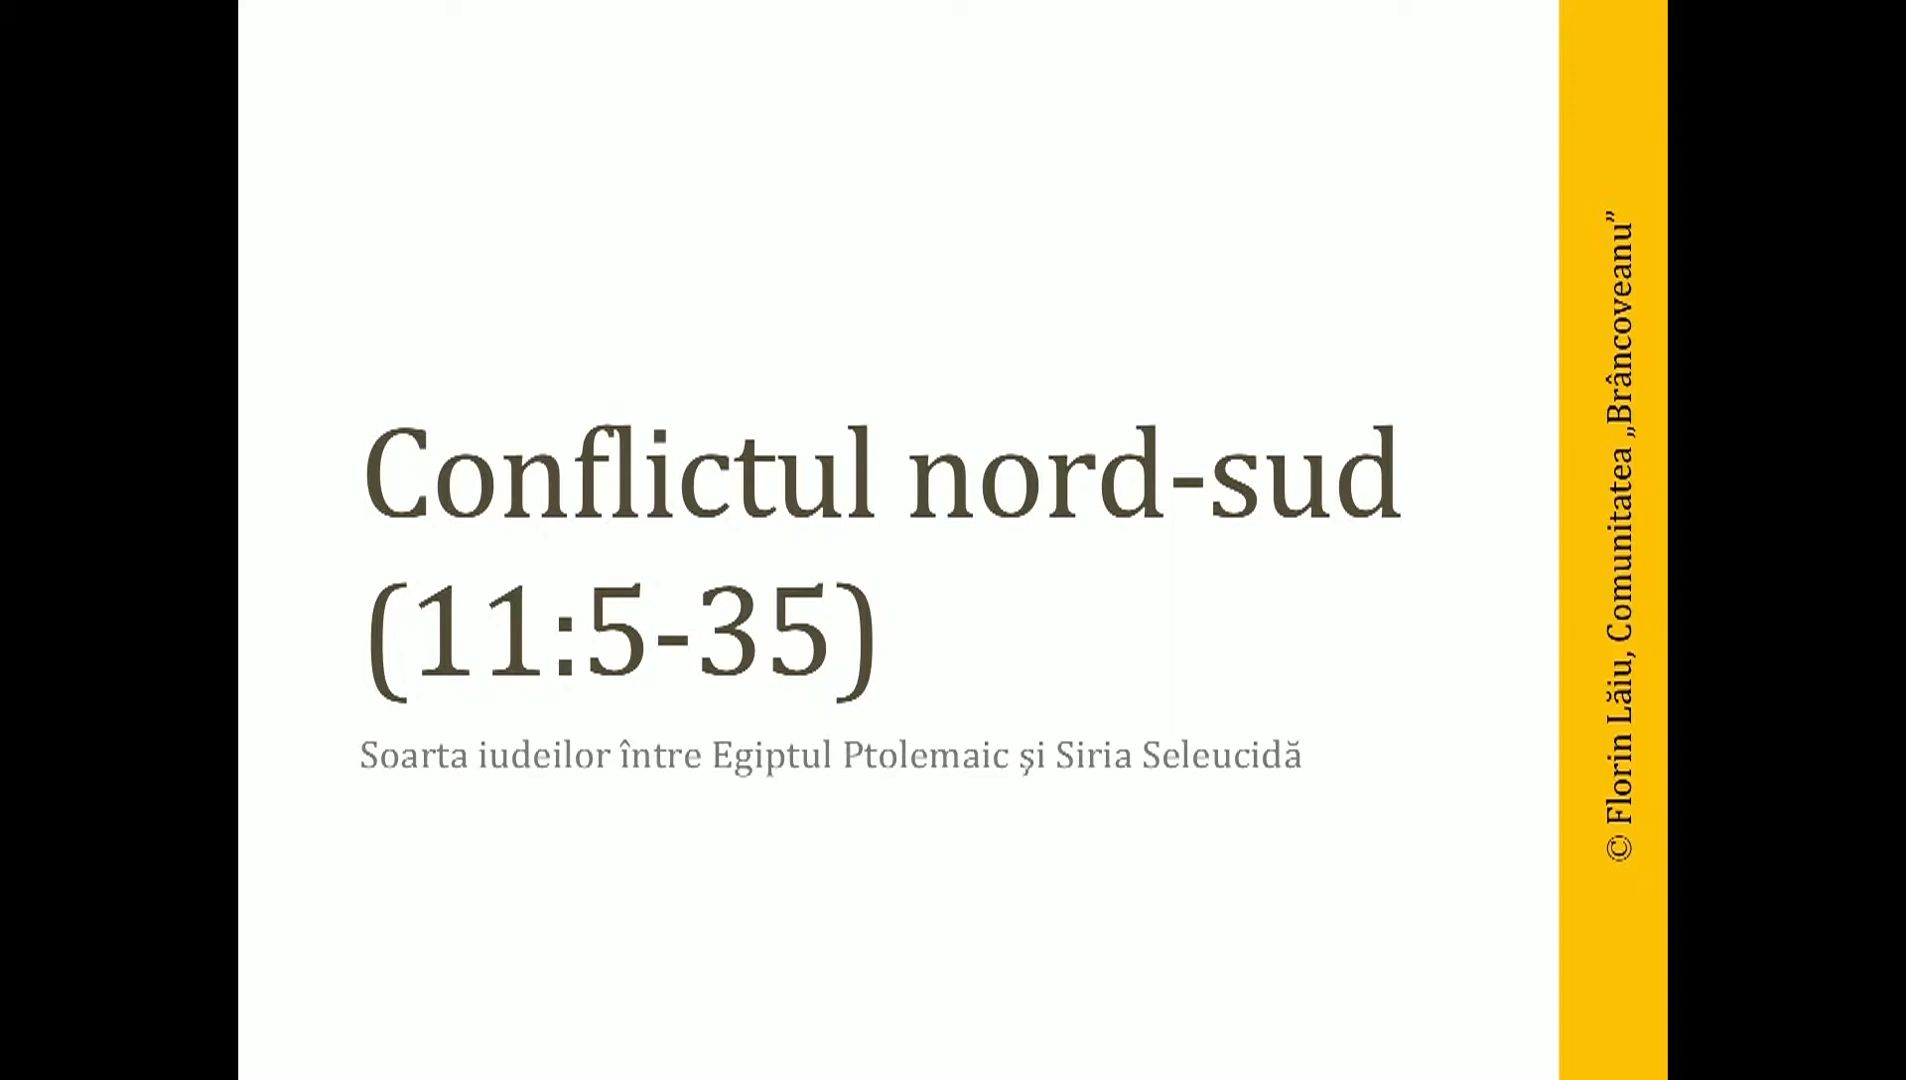 Conflictul nord-sud
(11:5-35)
Soarta iudeilor între Egiptul Ptolemaic și Siria Seleucidă
© Florin Lăiu, Comunitatea „Brâncoveanu”